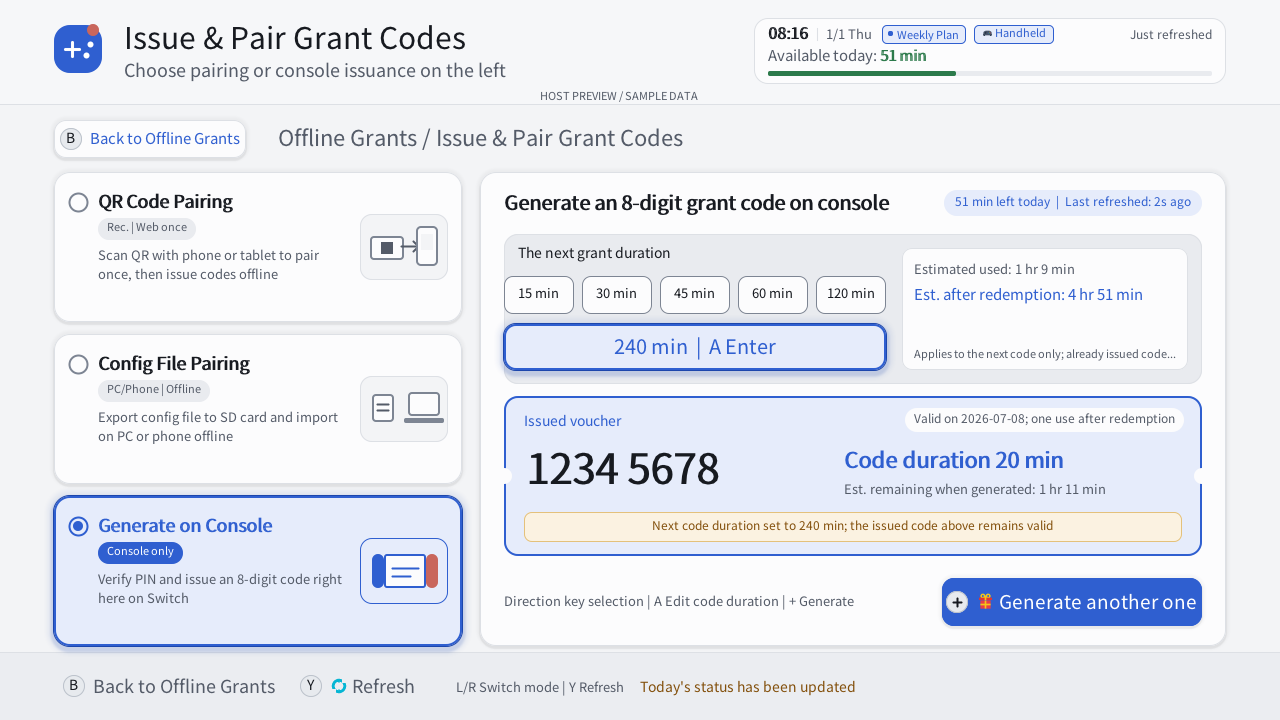 Issue & Pair Grant Codes
Choose pairing or console issuance on the left
08:16 | 1/1 Thu Weekly Plan Handheld Just refreshed
Available today: 51 min
HOST PREVIEW / SAMPLE DATA
B Back to Offline Grants
Offline Grants / Issue & Pair Grant Codes
QR Code Pairing
Rec. | Web once
Scan QR with phone or tablet to pair
once, then issue codes offline
Config File Pairing
PC/Phone | Offline
Export config file to SD card and import
on PC or phone offline
Generate on Console
Console only
Verify PIN and issue an 8-digit code right
here on Switch
Generate an 8-digit grant code on console
51 min left today | Last refreshed: 2s ago
The next grant duration
15 min 30 min 45 min 60 min 120 min
240 min | A Enter
Estimated used: 1 hr 9 min
Est. after redemption: 4 hr 51 min
Applies to the next code only; already issued code...
Issued voucher
Valid on 2026-07-08; one use after redemption
1234 5678
Code duration 20 min
Est. remaining when generated: 1 hr 11 min
Next code duration set to 240 min; the issued code above remains valid
Direction key selection | A Edit code duration | + Generate
+ Generate another one
B Back to Offline Grants Y Refresh L/R Switch mode | Y Refresh Today's status has been updated